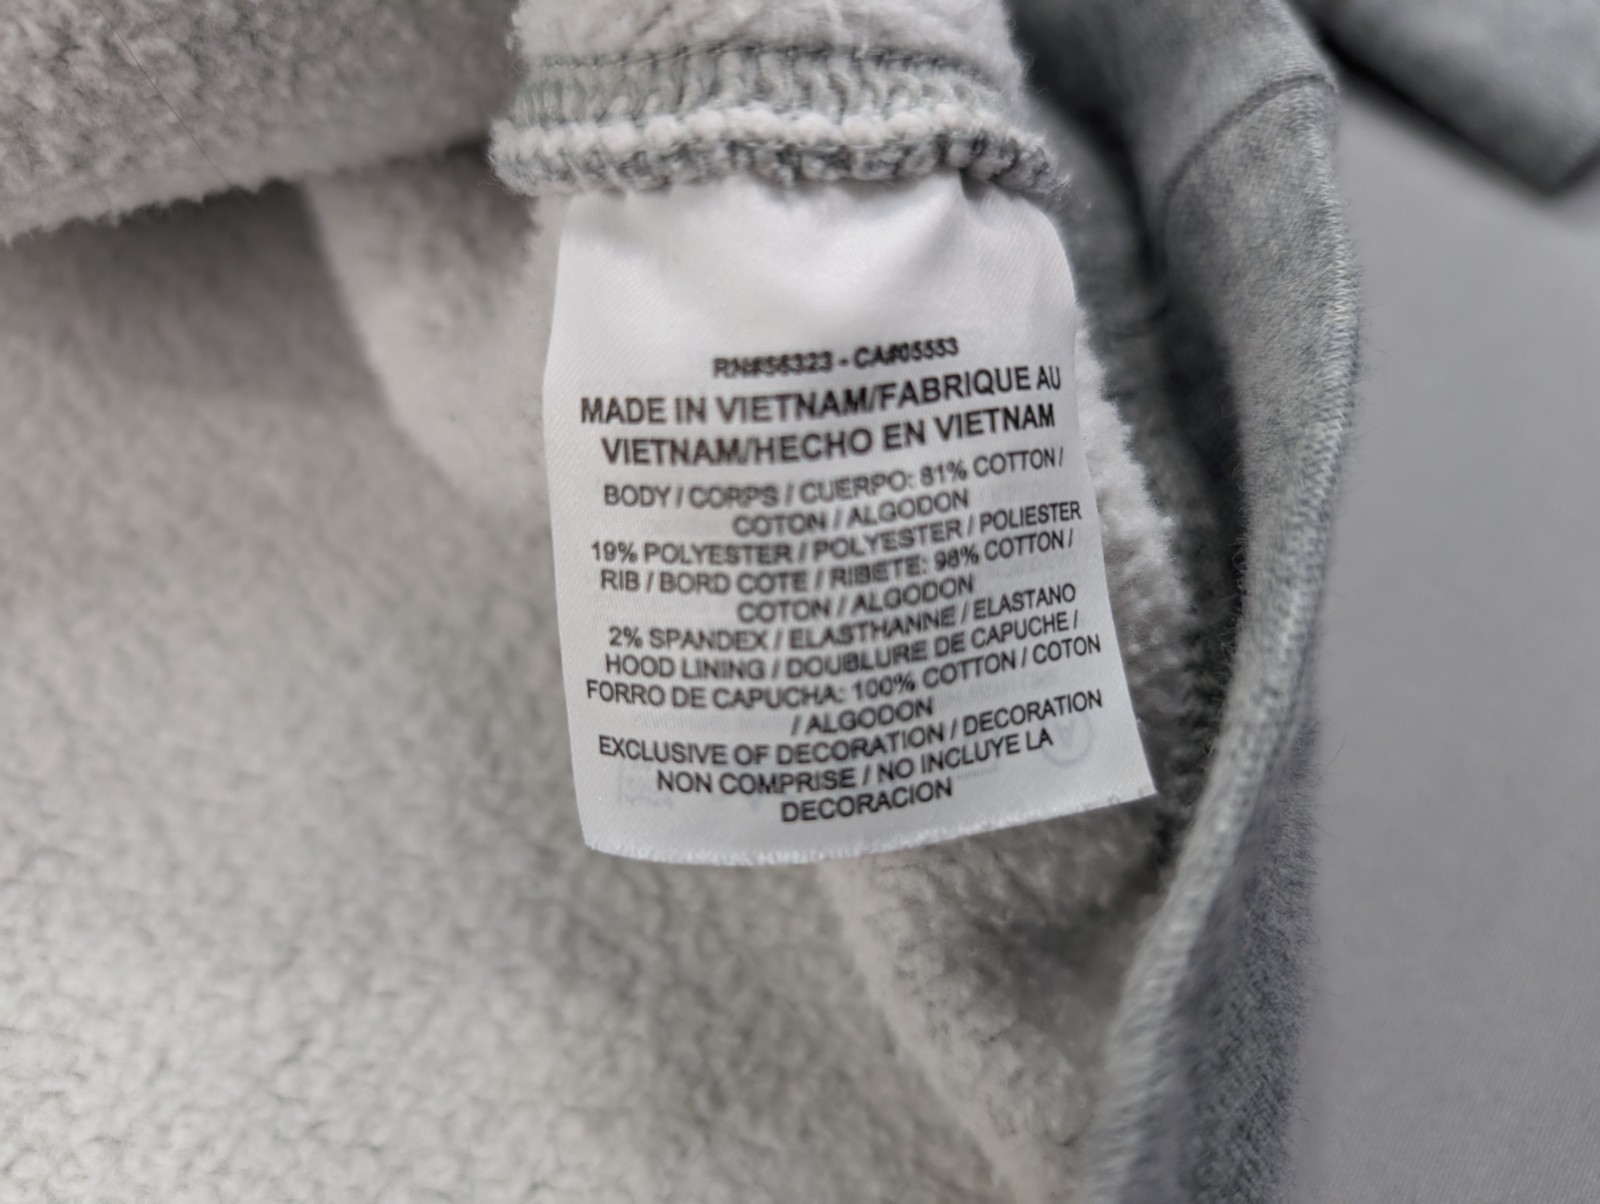 RN#56323 - CA#05553
MADE IN VIETNAM/FABRIQUE AU
VIETNAM/HECHO EN VIETNAM
BODY / CORPS / CUERPO: 81% COTTON /
COTON / ALGODON
19% POLYESTER / POLYESTER / POLIESTER
RIB / BORD COTE / RIBETE: 98% COTTON /
COTON / ALGODON
2% SPANDEX / ELASTHANNE / ELASTANO
HOOD LINING / DOUBLURE DE CAPUCHE /
FORRO DE CAPUCHA: 100% COTTON / COTON
/ ALGODON
EXCLUSIVE OF DECORATION / DECORATION
NON COMPRISE / NO INCLUYE LA
DECORACION